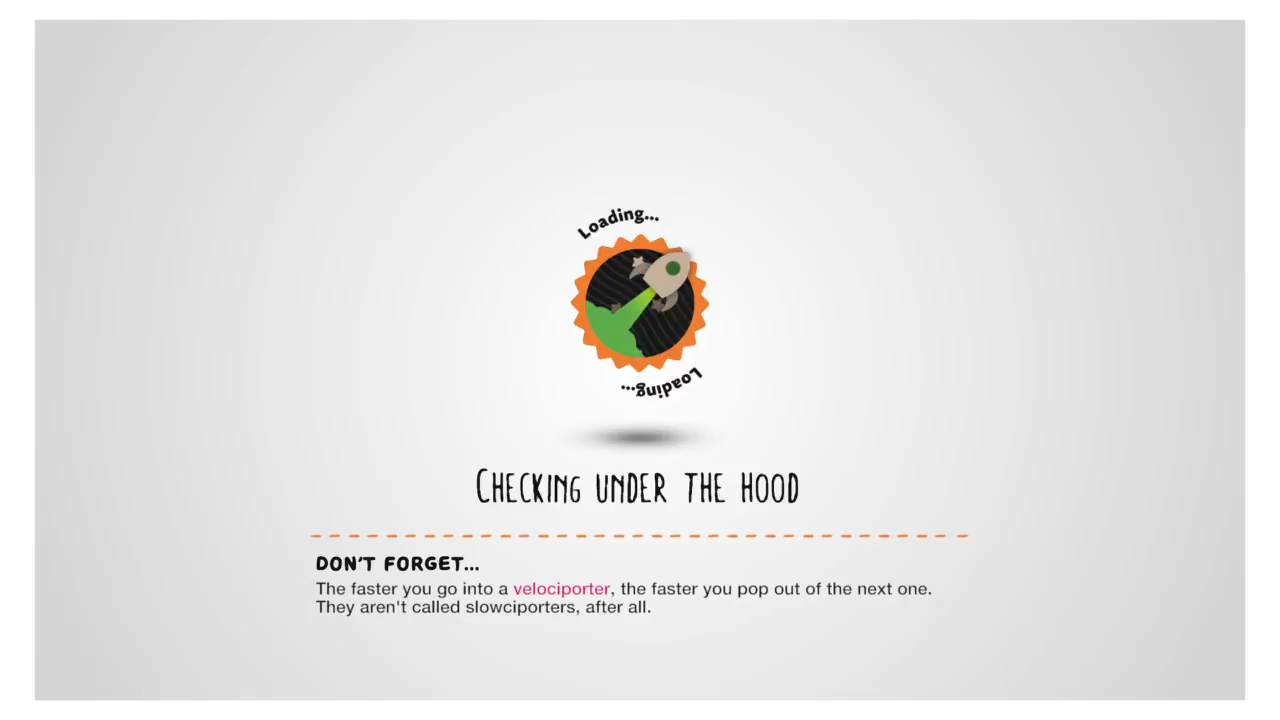 Loading...
Loading...
CHECKING UNDER THE HOOD
DON'T FORGET...
The faster you go into a velociporter, the faster you pop out of the next one.
They aren't called slowciporters, after all.